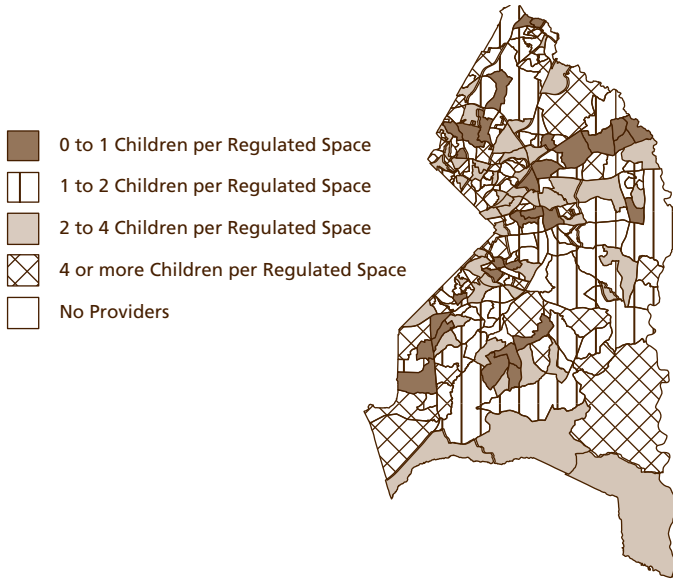 0 to 1 Children per Regulated Space
1 to 2 Children per Regulated Space
2 to 4 Children per Regulated Space
4 or more Children per Regulated Space
No Providers